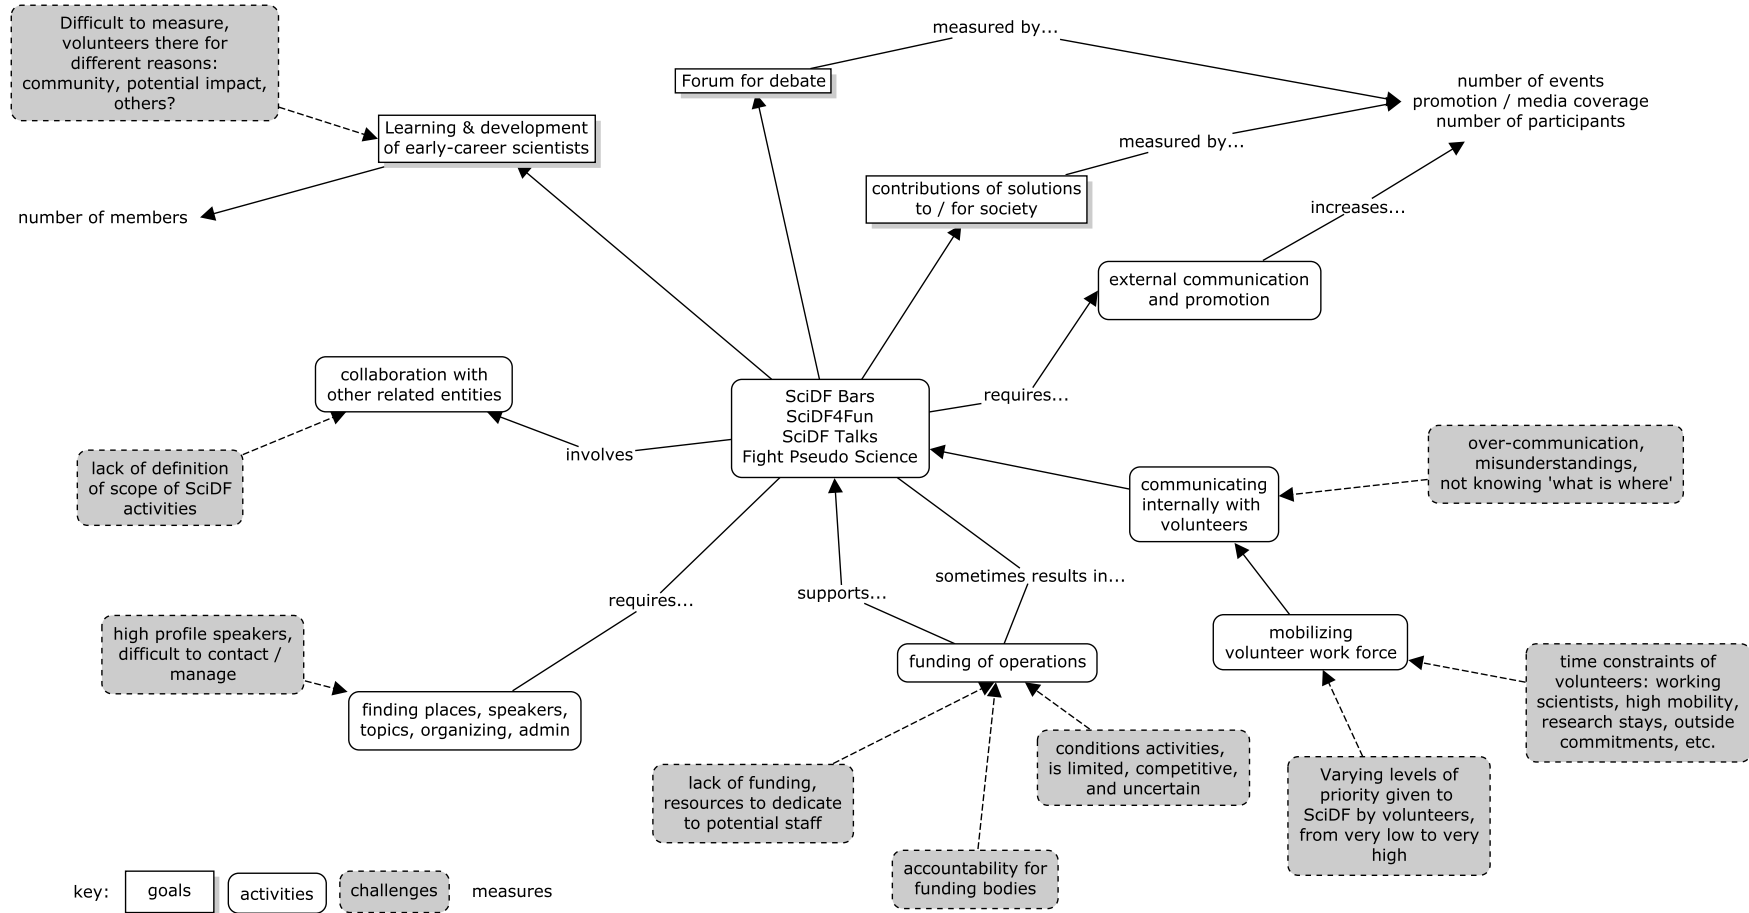 Difficult to measure,
volunteers there for
different reasons:
community, potential impact,
others?
measured by...
Forum for debate
number of events
promotion / media coverage
number of participants
Learning & development
of early-career scientists
measured by...
contributions of solutions
to / for society
number of members
increases...
external communication
and promotion
collaboration with
other related entities
SciDF Bars
SciDF4Fun
SciDF Talks
Fight Pseudo Science
requires...
involves
lack of definition
of scope of SciDF
activities
over-communication,
misunderstandings,
not knowing 'what is where'
communicating
internally with
volunteers
sometimes results in...
supports...
requires...
high profile speakers,
difficult to contact /
manage
mobilizing
volunteer work force
funding of operations
time constraints of
volunteers: working
scientists, high mobility,
research stays, outside
commitments, etc.
finding places, speakers,
topics, organizing, admin
conditions activities,
is limited, competitive,
and uncertain
lack of funding,
resources to dedicate
to potential staff
Varying levels of
priority given to
SciDF by volunteers,
from very low to very
high
accountability for
funding bodies
key:
goals
activities
challenges
measures